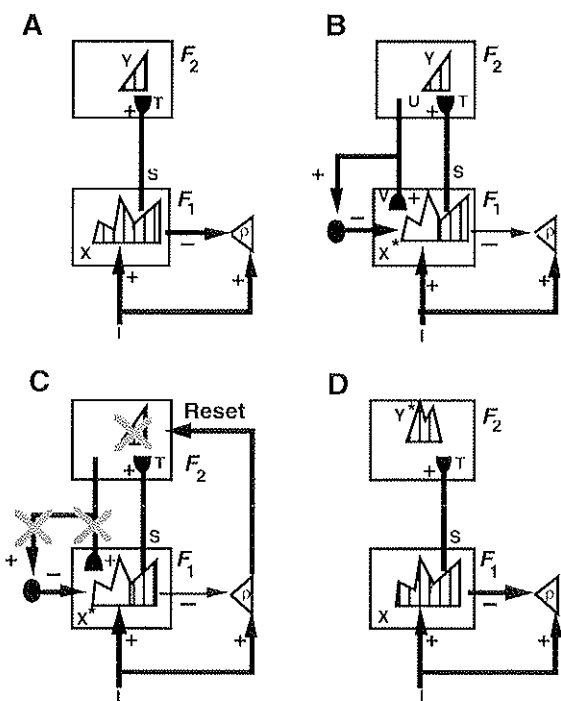 A
Y
F2
+ T
S
F1
X
−
ρ
+
+
I
B
Y
F2
U
+ T
+
S
V +
F1
−
X*
−
ρ
+
+
I
C
Reset
+ T
F2
S
+
+
F1
−
X*
−
ρ
+
+
I
D
Y*
F2
+ T
S
F1
X
−
ρ
+
+
I